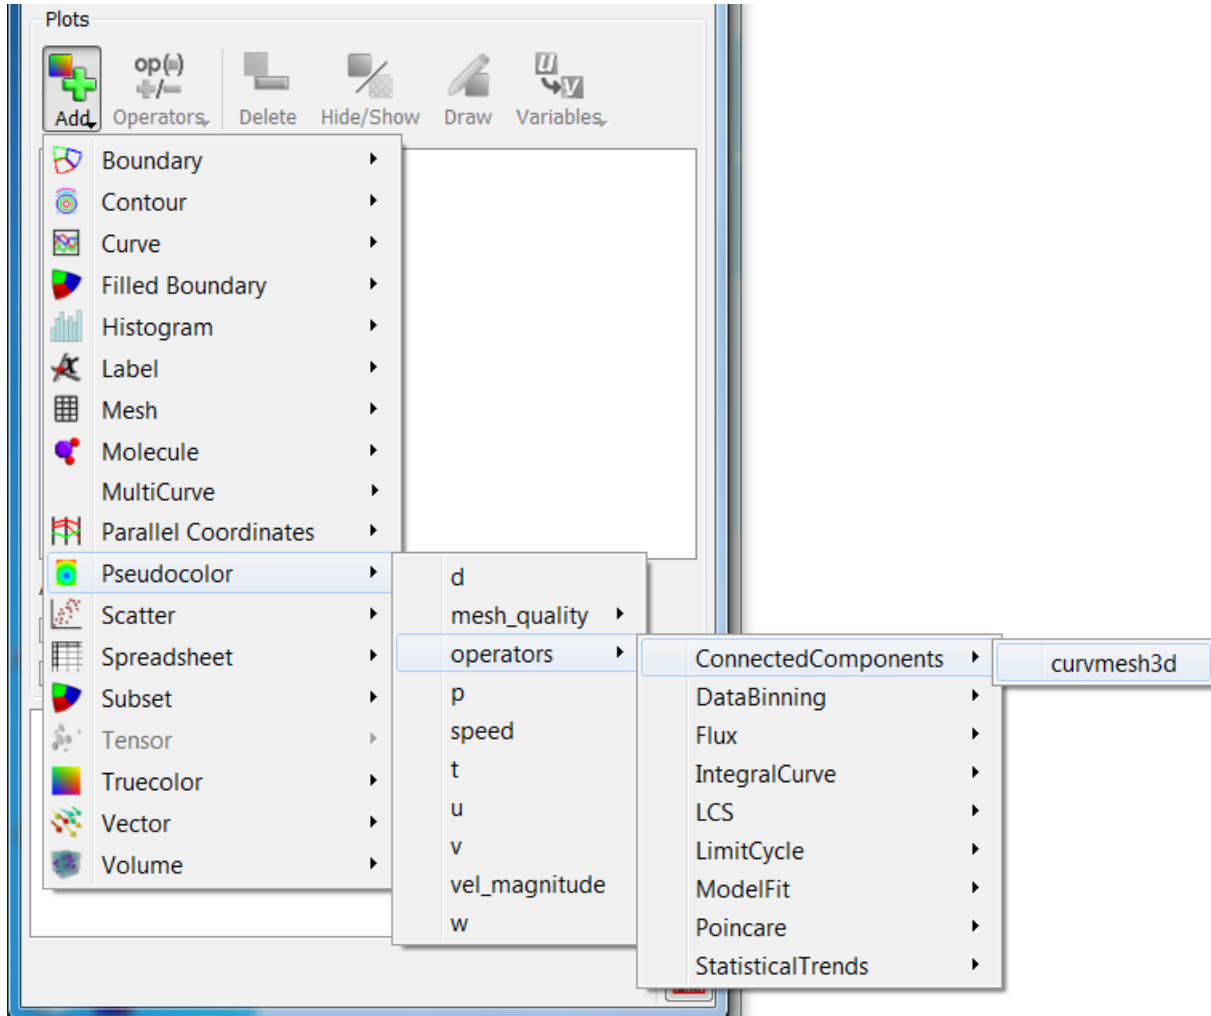 Plots
op(=)
+/-
Add Operators Delete Hide/Show Draw Variables
Boundary
Contour
Curve
Filled Boundary
Histogram
Label
Mesh
Molecule
MultiCurve
Parallel Coordinates
Pseudocolor
Scatter
Spreadsheet
Subset
Tensor
Truecolor
Vector
Volume
d
mesh_quality
operators
p
speed
t
u
v
vel_magnitude
w
ConnectedComponents
DataBinning
Flux
IntegralCurve
LCS
LimitCycle
ModelFit
Poincare
StatisticalTrends
curvmesh3d